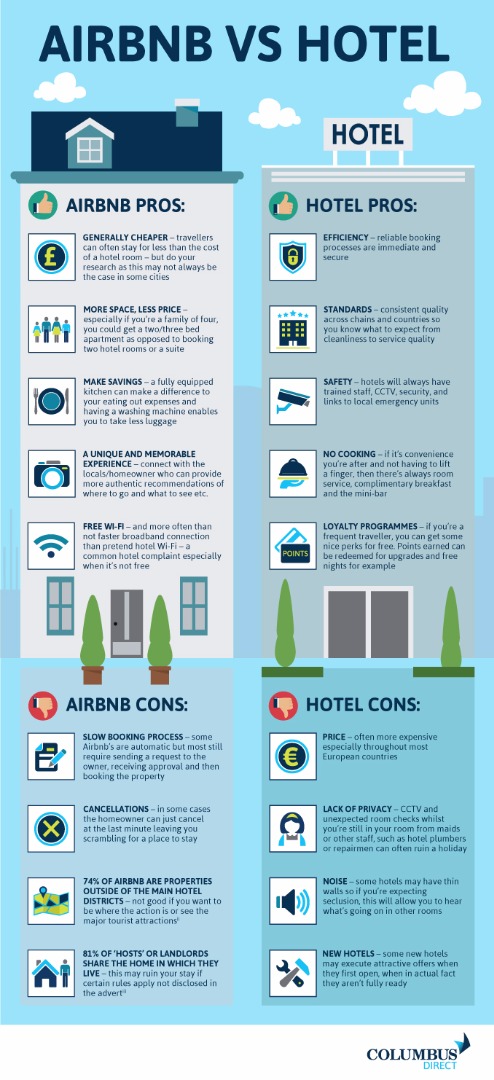 AIRBNB VS HOTEL
HOTEL
AIRBNB PROS:
GENERALLY CHEAPER – travellers
can often stay for less than the cost
of a hotel room – but do your
research as this may not always be
the case in some cities
MORE SPACE, LESS PRICE –
especially if you're a family of four,
you could get a two/three bed
apartment as opposed to booking
two hotel rooms or a suite
MAKE SAVINGS – a fully equipped
kitchen can make a difference to
your eating out expenses and
having a washing machine enables
you to take less luggage
A UNIQUE AND MEMORABLE
EXPERIENCE – connect with the
locals/homeowner who can provide
more authentic recommendations of
where to go and what to see etc.
FREE WI-FI – and more often than
not faster broadband connection
than pretend hotel Wi-Fi – a
common hotel complaint especially
when it's not free
HOTEL PROS:
EFFICIENCY – reliable booking
processes are immediate and
secure
STANDARDS – consistent quality
across chains and countries so
you know what to expect from
cleanliness to service quality
SAFETY – hotels will always have
trained staff, CCTV, security, and
links to local emergency units
NO COOKING – if it's convenience
you're after and not having to lift
a finger, then there's always room
service, complimentary breakfast
and the mini-bar
POINTS
LOYALTY PROGRAMMES – if you're a
frequent traveller, you can get some
nice perks for free. Points earned can
be redeemed for upgrades and free
nights for example
AIRBNB CONS:
SLOW BOOKING PROCESS – some
Airbnb's are automatic but most still
require sending a request to the
owner, receiving approval and then
booking the property
CANCELLATIONS – in some cases
the homeowner can just cancel
at the last minute leaving you
scrambling for a place to stay
74% OF AIRBNB ARE PROPERTIES
OUTSIDE OF THE MAIN HOTEL
DISTRICTS – not good if you want to
be where the action is or see the
major tourist attractions
81% OF 'HOSTS' OR LANDLORDS
SHARE THE HOME IN WHICH THEY
LIVE – this may ruin your stay if
certain rules apply not disclosed in
the advert
HOTEL CONS:
PRICE – often more expensive
especially throughout most
European countries
LACK OF PRIVACY – CCTV and
unexpected room checks whilst
you're still in your room from maids
or other staff, such as hotel plumbers
or repairmen can often ruin a holiday
NOISE – some hotels may have thin
walls so if you're expecting
seclusion, this will allow you to hear
what's going on in other rooms
NEW HOTELS – some new hotels
may execute attractive offers when
they first open, when in actual fact
they aren't fully ready
COLUMBUS
DIRECT